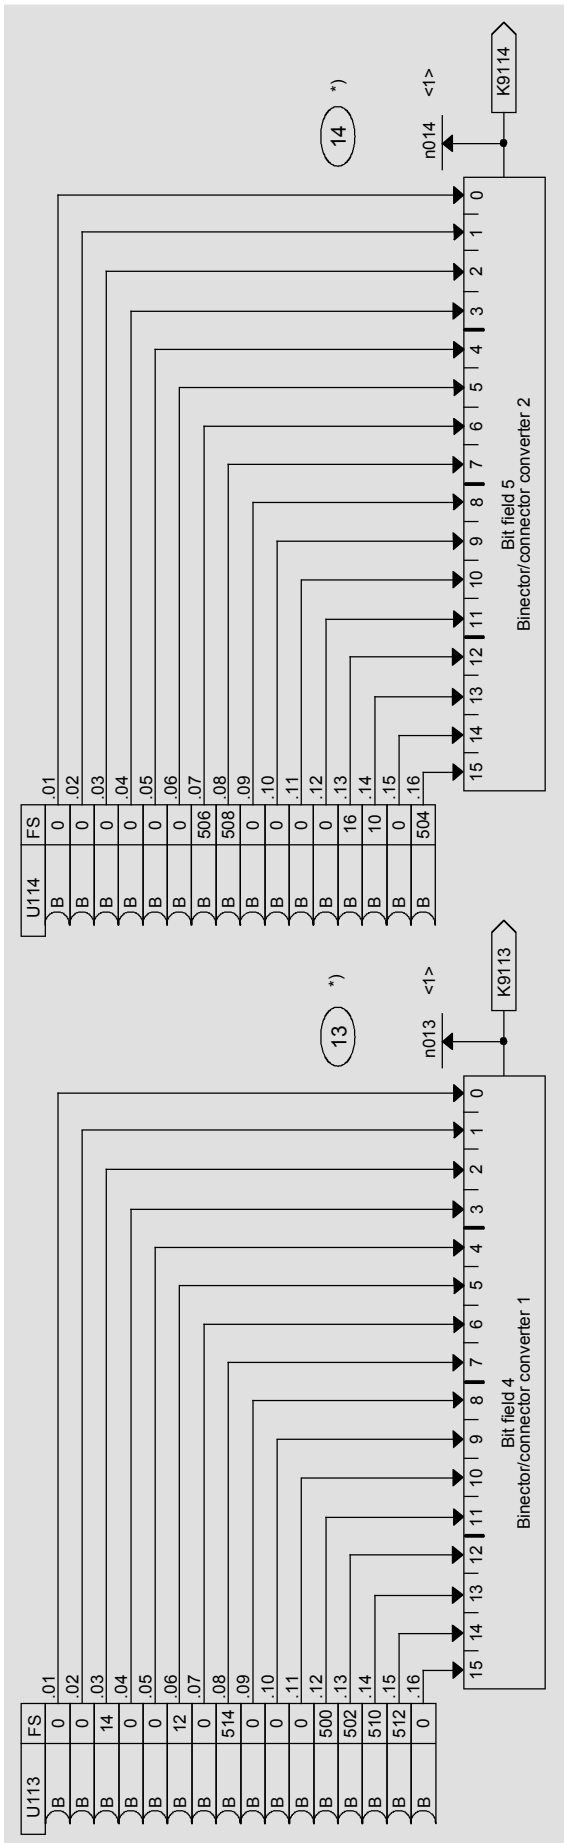 U113 FS
B 0 .01
B 0 .02
B 14 .03
B 0 .04
B 0 .05
B 12 .06
B 0 .07
B 514 .08
B 0 .09
B 0 .10
B 0 .11
B 500 .12
B 502 .13
B 510 .14
B 512 .15
B 0 .16
13 *)
n013 <1>
15 14 13 12 11 10 9 8 7 6 5 4 3 2 1 0
K9113
Bit field 4
Binector/connector converter 1
U114 FS
B 0 .01
B 0 .02
B 0 .03
B 0 .04
B 0 .05
B 0 .06
B 506 .07
B 508 .08
B 0 .09
B 0 .10
B 0 .11
B 0 .12
B 16 .13
B 10 .14
B 0 .15
B 504 .16
14 *)
n014 <1>
15 14 13 12 11 10 9 8 7 6 5 4 3 2 1 0
K9114
Bit field 5
Binector/connector converter 2